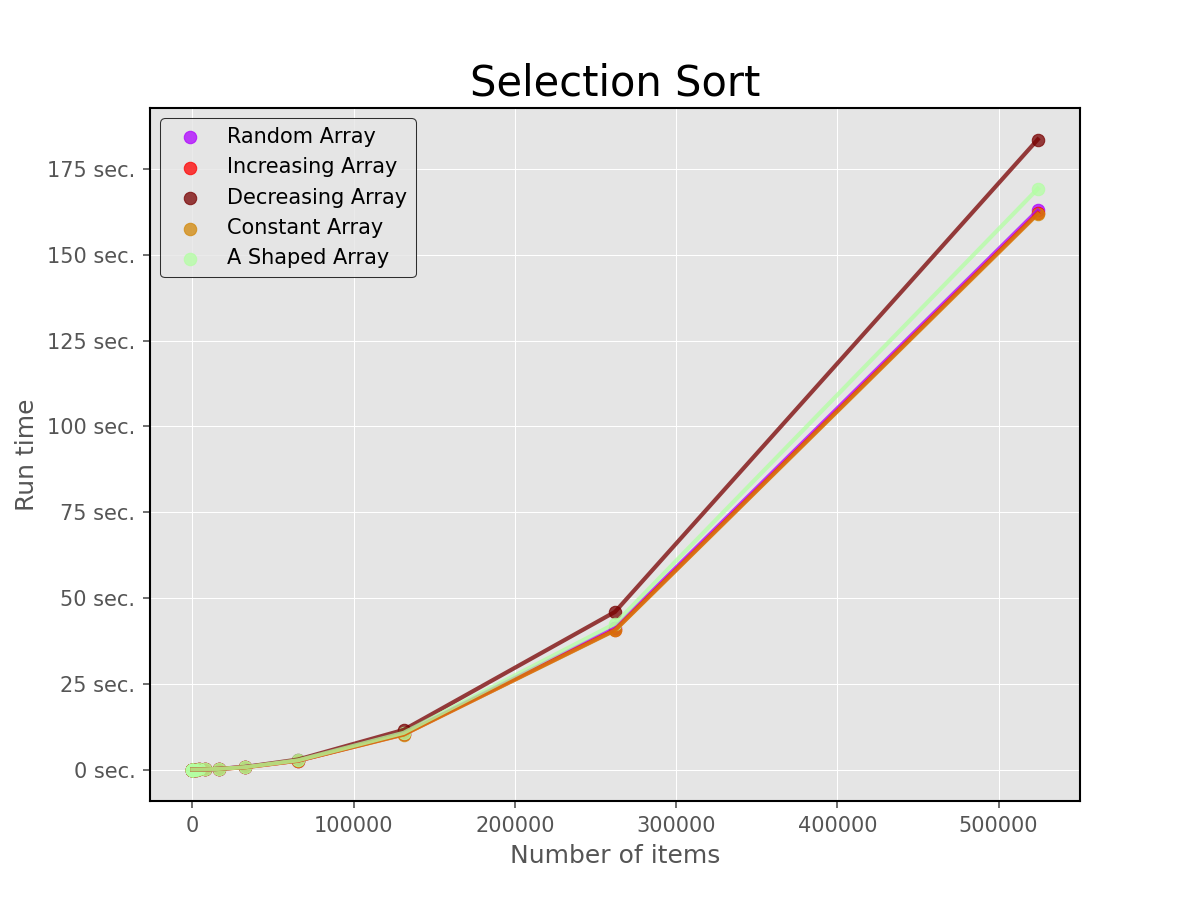 Selection Sort
Random Array
Increasing Array
Decreasing Array
Constant Array
A Shaped Array
175 sec.
150 sec.
125 sec.
100 sec.
75 sec.
50 sec.
25 sec.
0 sec.
Run time
0 100000 200000 300000 400000 500000
Number of items